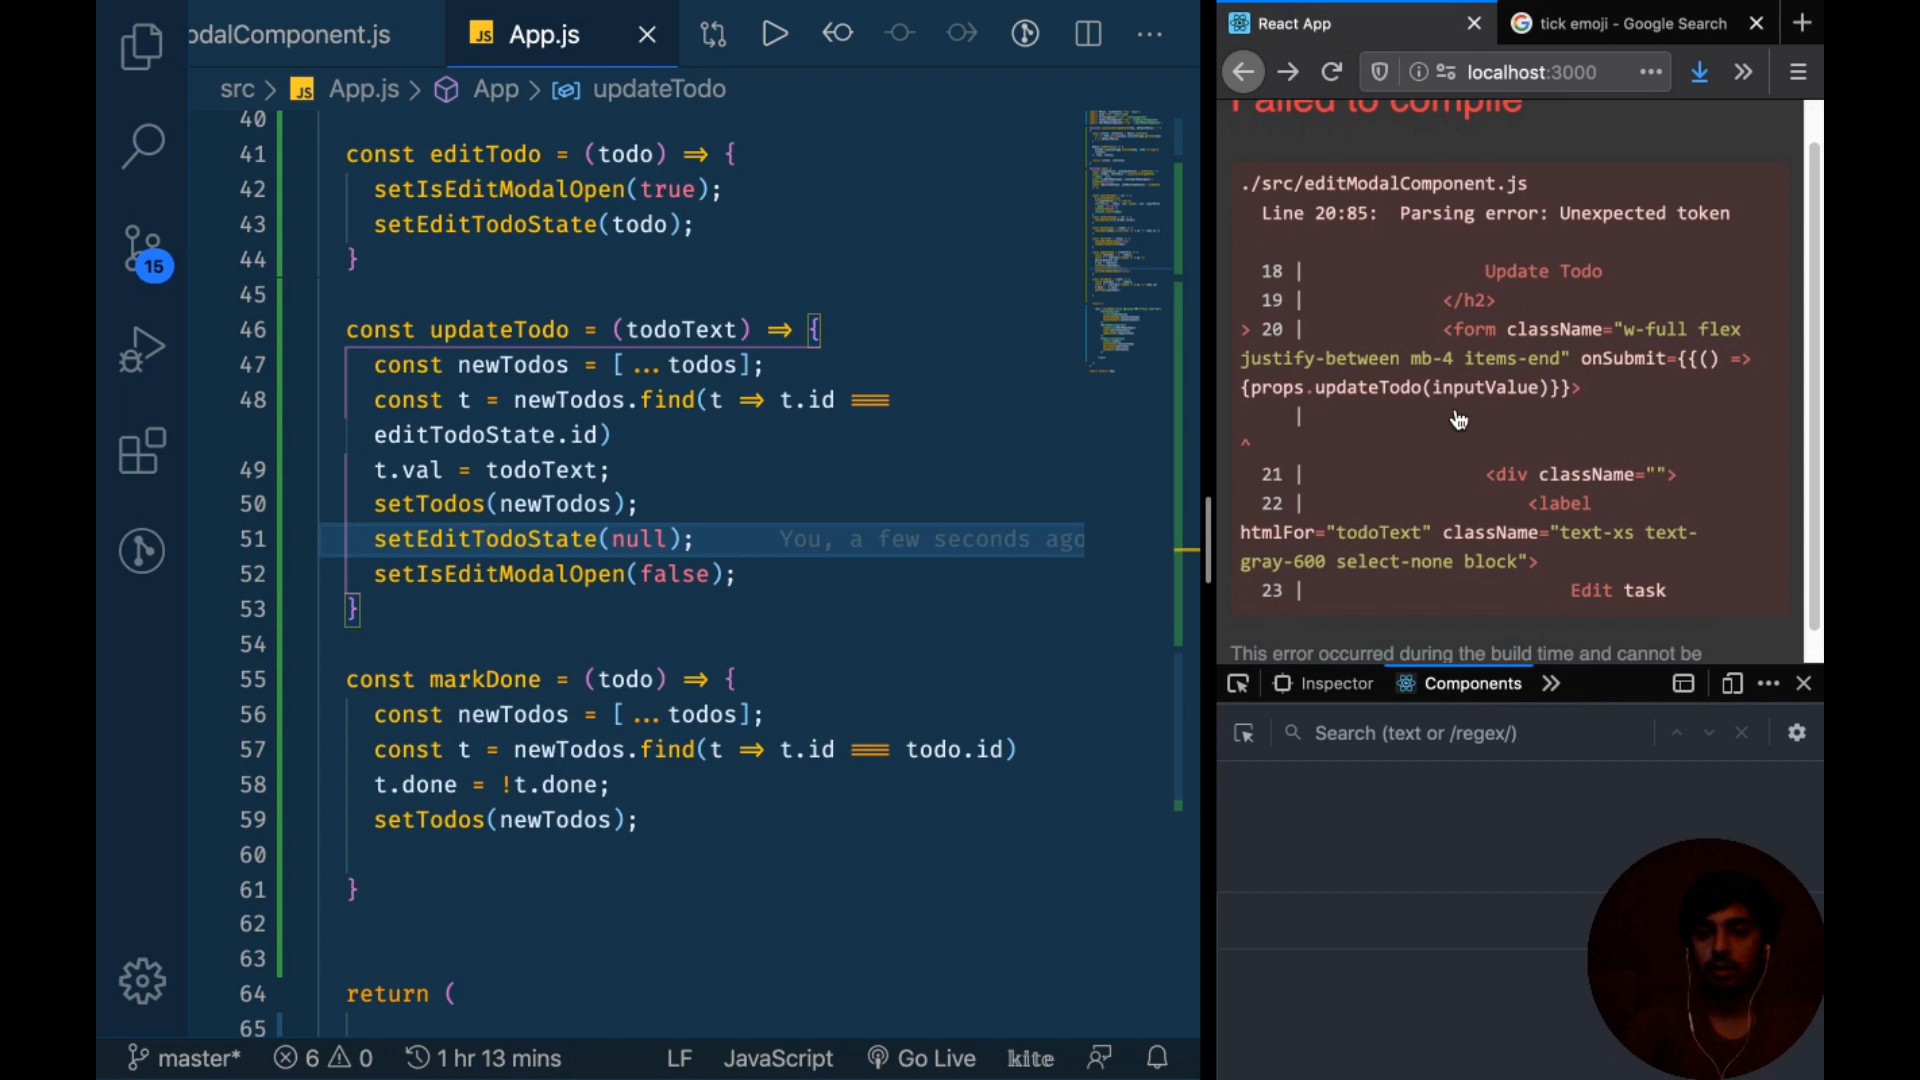 odalComponent.js
JS App.js
src > JS App.js > App > updateTodo
40
41 const editTodo = (todo) ⇒ {
42 setIsEditModalOpen(true);
43 setEditTodoState(todo);
44 }
45
46 const updateTodo = (todoText) ⇒ {
47 const newTodos = [ ... todos];
48 const t = newTodos.find(t ⇒ t.id ===
editTodoState.id)
49 t.val = todoText;
50 setTodos(newTodos);
51 setEditTodoState(null); You, a few seconds ago
52 setIsEditModalOpen(false);
53 }
54
55 const markDone = (todo) ⇒ {
56 const newTodos = [ ... todos];
57 const t = newTodos.find(t ⇒ t.id === todo.id)
58 t.done = !t.done;
59 setTodos(newTodos);
60
61 }
62
63
64 return (
65
15
master* 6 0 1 hr 13 mins LF JavaScript Go Live kite
React App
tick emoji - Google Search
localhost:3000
Failed to compile
./src/editModalComponent.js
Line 20:85: Parsing error: Unexpected token
18 | Update Todo
19 | </h2>
> 20 | <form className="w-full flex
justify-between mb-4 items-end" onSubmit={{() =>
{props.updateTodo(inputValue)}}>
|
^
21 | <div className="">
22 | <label
htmlFor="todoText" className="text-xs text-
gray-600 select-none block">
23 | Edit task
This error occurred during the build time and cannot be
Inspector Components
Search (text or /regex/)